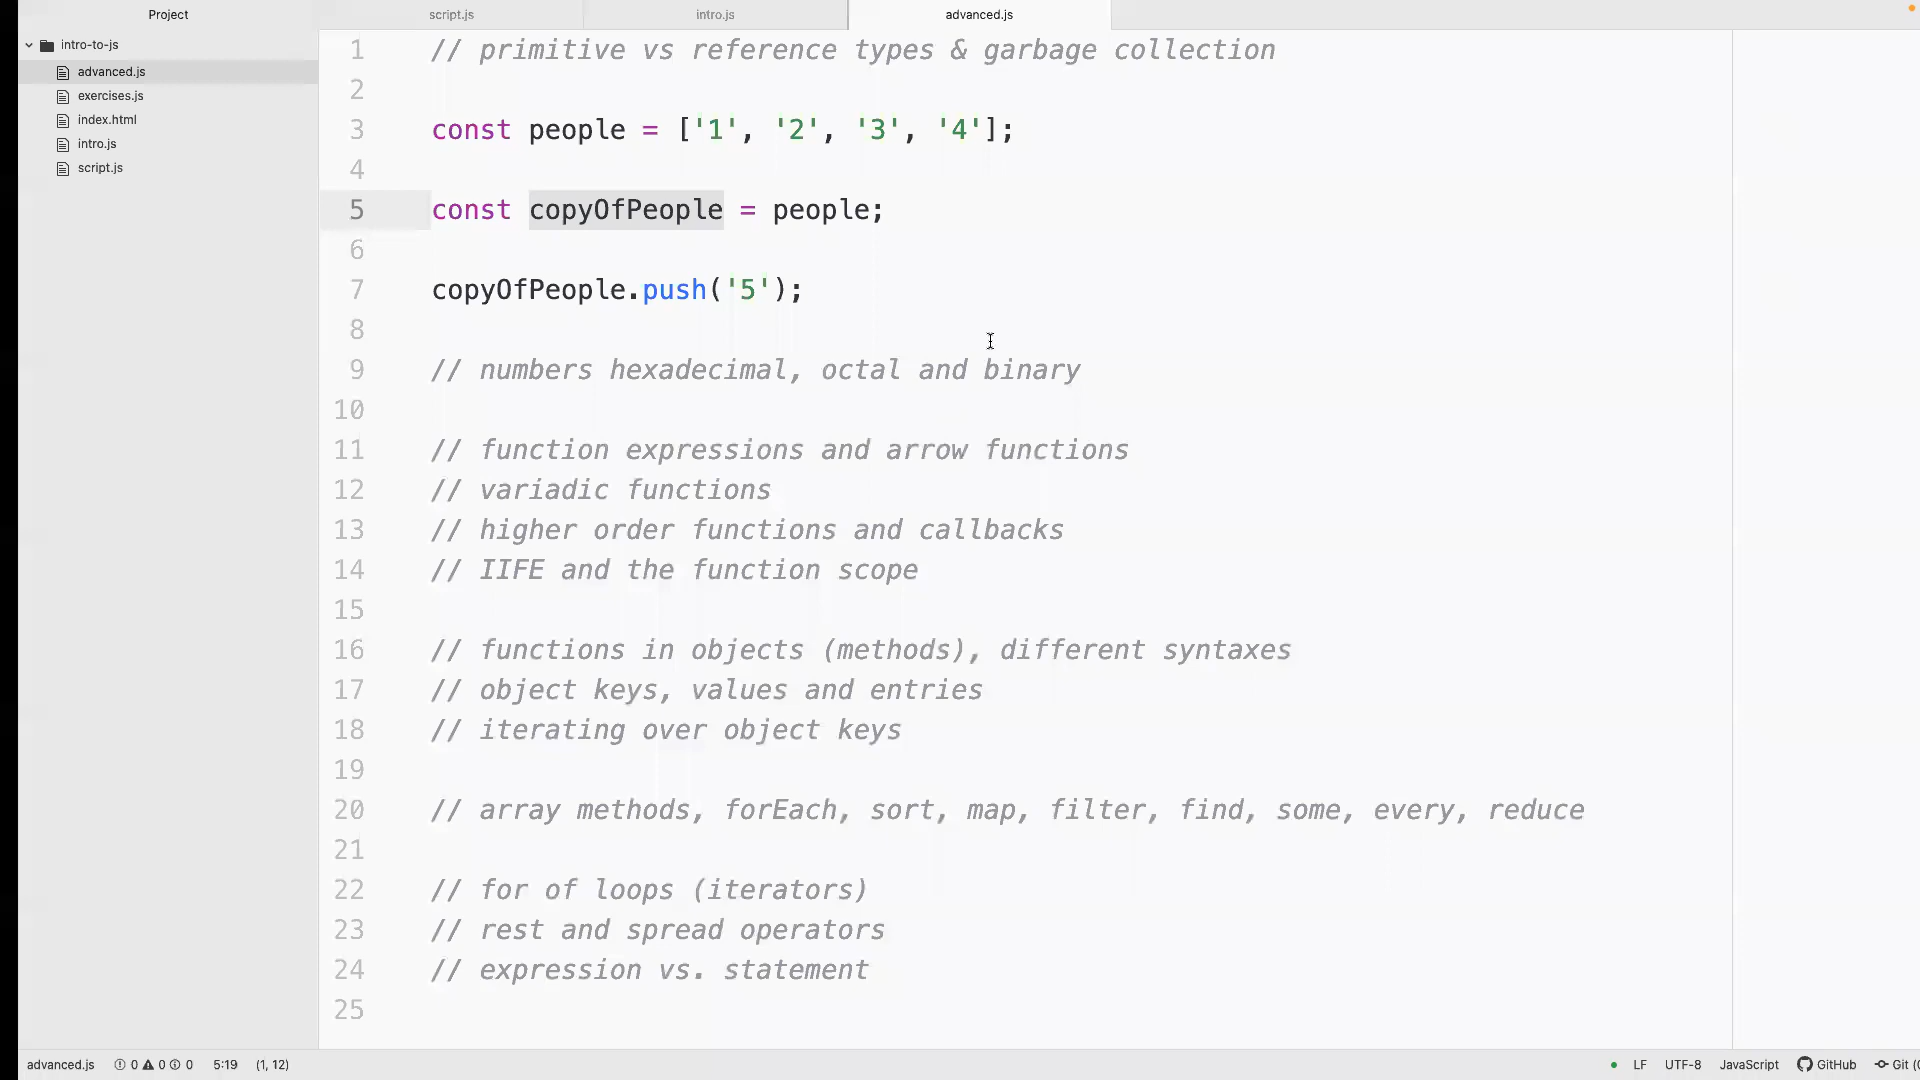 Project
script.js
intro.js
advanced.js
intro-to-js
advanced.js
exercises.js
index.html
intro.js
script.js
1 // primitive vs reference types & garbage collection
2
3 const people = ['1', '2', '3', '4'];
4
5 const copyOfPeople = people;
6
7 copyOfPeople.push('5');
8
9 // numbers hexadecimal, octal and binary
10
11 // function expressions and arrow functions
12 // variadic functions
13 // higher order functions and callbacks
14 // IIFE and the function scope
15
16 // functions in objects (methods), different syntaxes
17 // object keys, values and entries
18 // iterating over object keys
19
20 // array methods, forEach, sort, map, filter, find, some, every, reduce
21
22 // for of loops (iterators)
23 // rest and spread operators
24 // expression vs. statement
25
advanced.js 0 0 0 5:19 (1, 12) LF UTF-8 JavaScript GitHub Git (